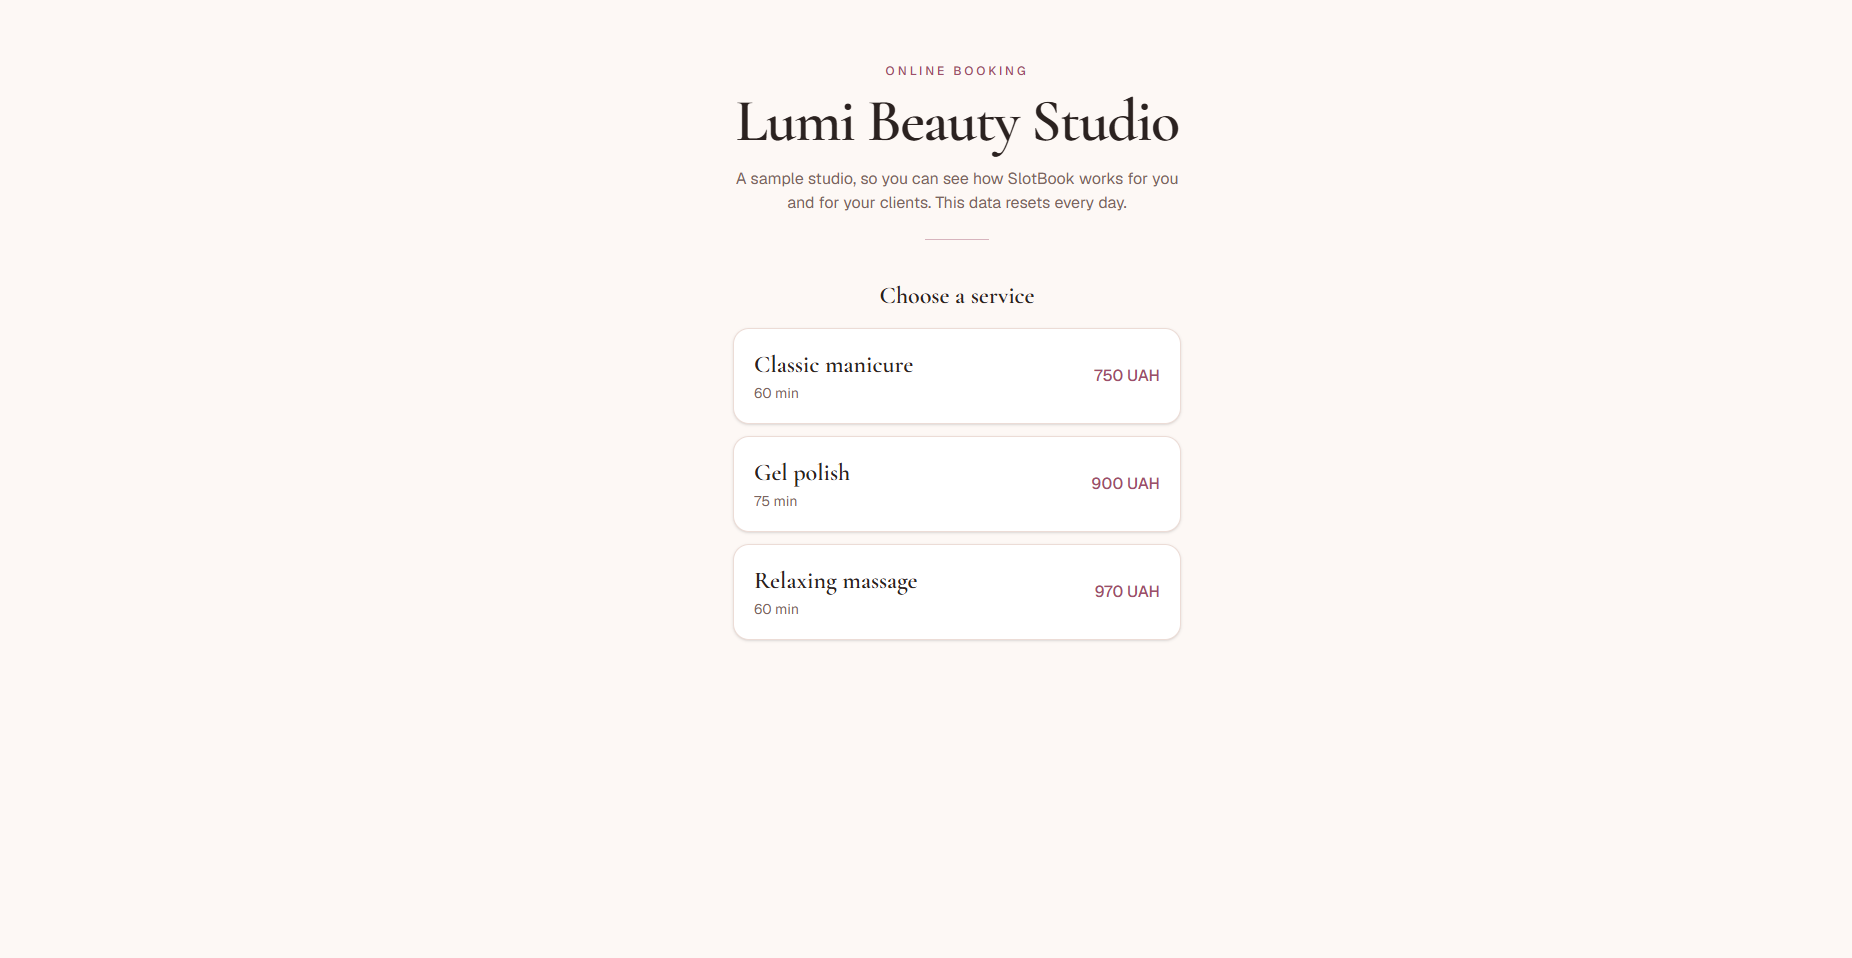 ONLINE BOOKING
Lumi Beauty Studio
A sample studio, so you can see how SlotBook works for you
and for your clients. This data resets every day.
Choose a service
Classic manicure
60 min
750 UAH
Gel polish
75 min
900 UAH
Relaxing massage
60 min
970 UAH